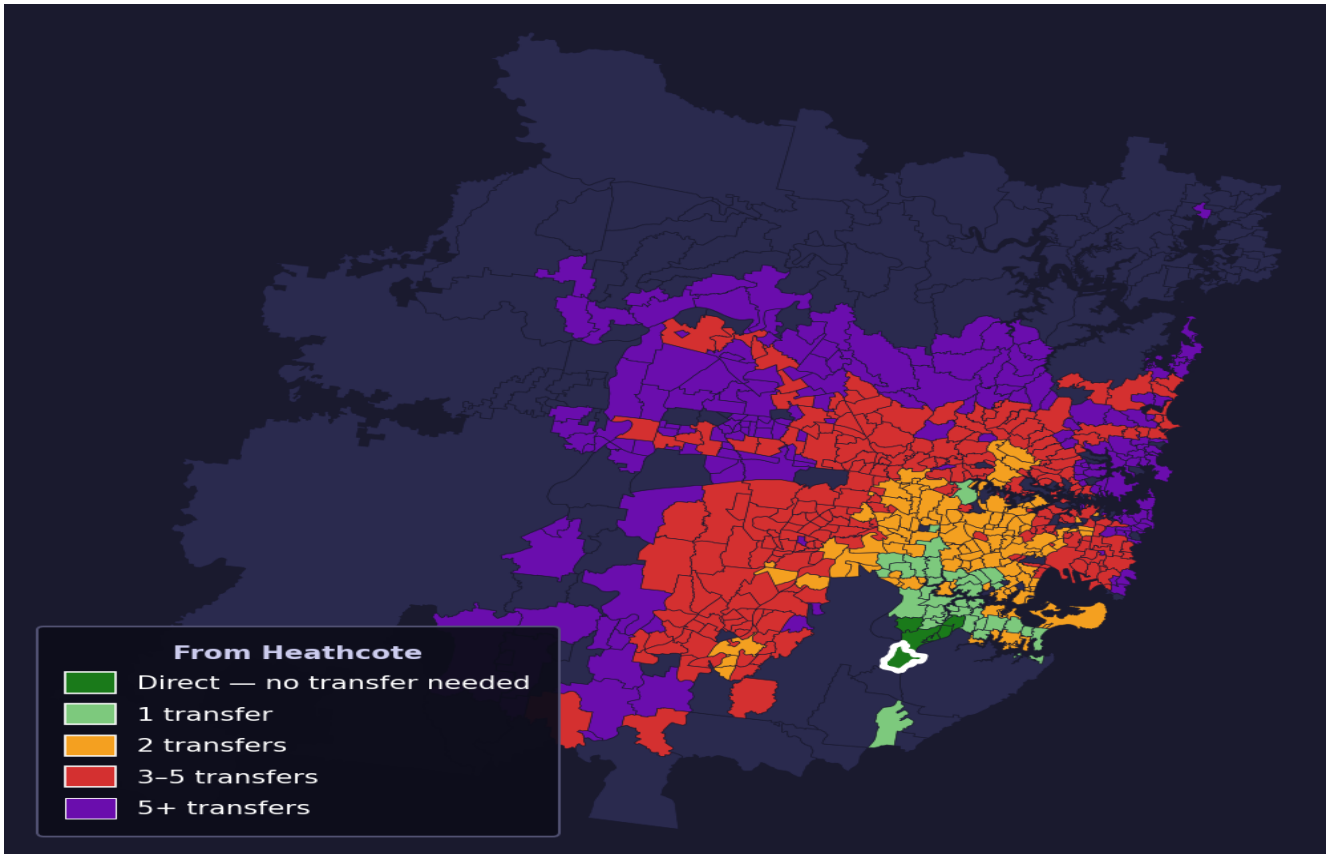 From Heathcote
Direct — no transfer needed
1 transfer
2 transfers
3–5 transfers
5+ transfers